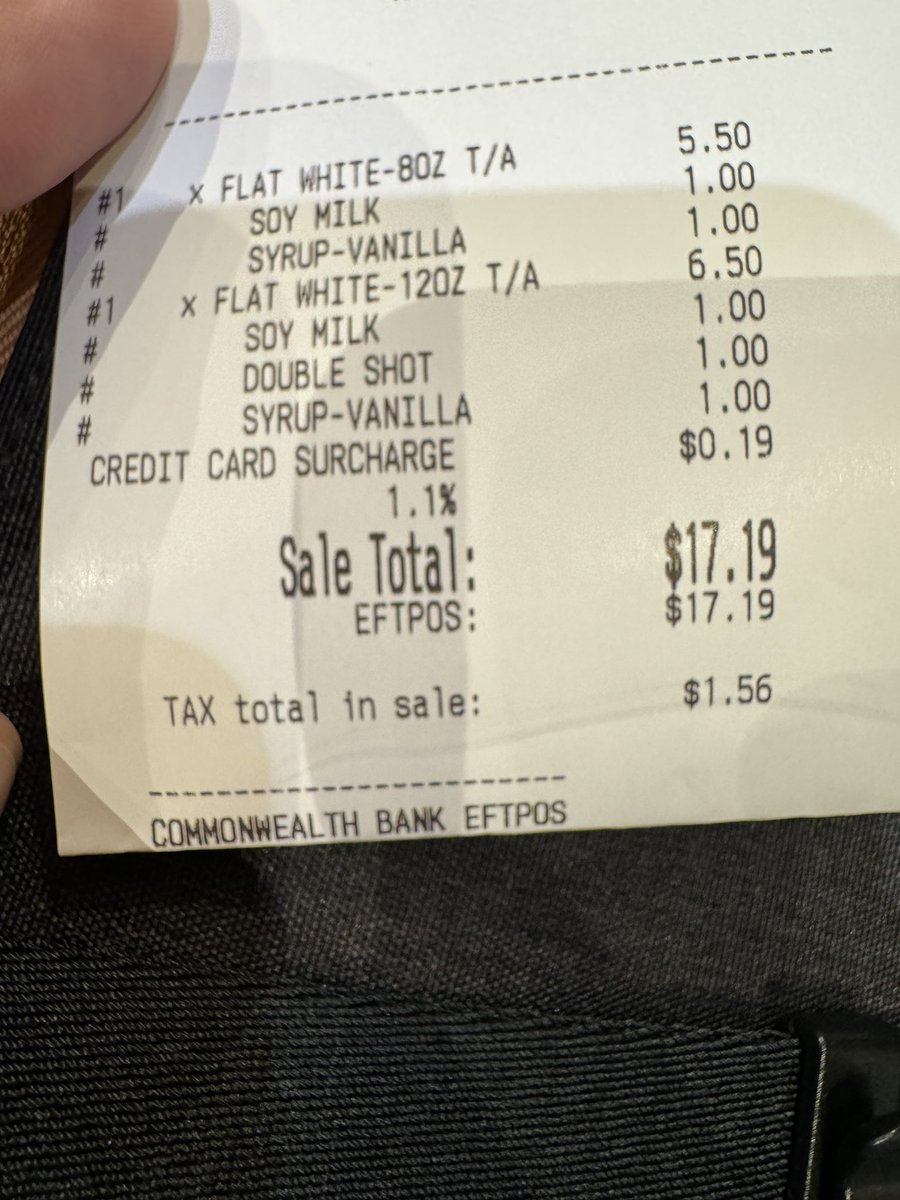 --------------------------------------------------
#1 x FLAT WHITE-8OZ T/A 5.50
# SOY MILK 1.00
# SYRUP-VANILLA 1.00
#1 x FLAT WHITE-12OZ T/A 6.50
# SOY MILK 1.00
# DOUBLE SHOT 1.00
# SYRUP-VANILLA 1.00
CREDIT CARD SURCHARGE $0.19
1.1%
Sale Total: $17.19
EFTPOS: $17.19
TAX total in sale: $1.56
--------------------------------
COMMONWEALTH BANK EFTPOS